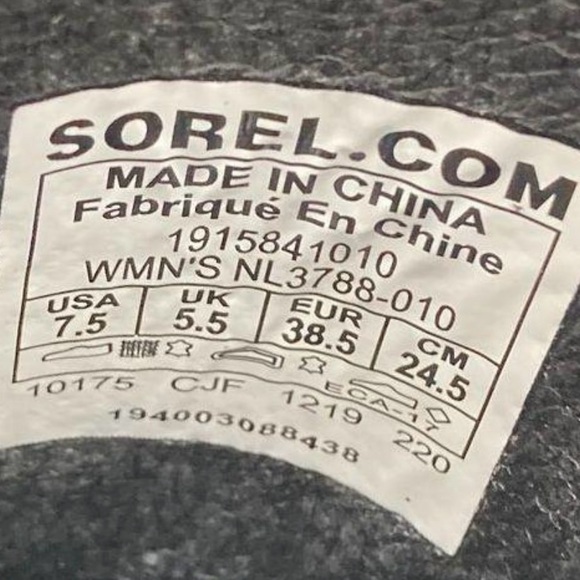 SOREL.COM
MADE IN CHINA
Fabriqué En Chine
1915841010
WMN'S NL3788-010
USA UK EUR CM
7.5 5.5 38.5 24.5
ECA-17
10175 CJF 1219 220
194003088438